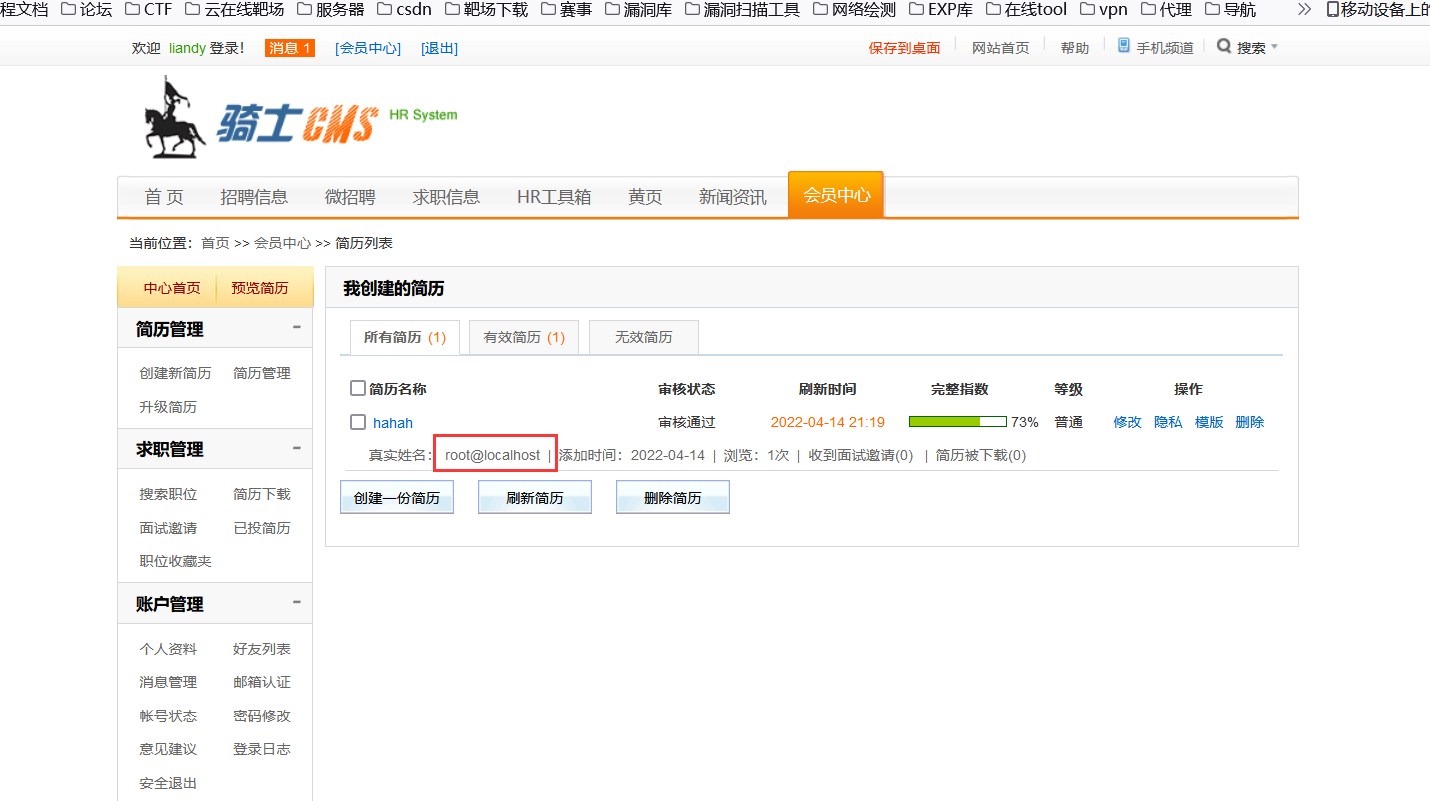 程文档 论坛 CTF 云在线靶场 服务器 csdn 靶场下载 赛事 漏洞库 漏洞扫描工具 网络绘测 EXP库 在线tool vpn 代理 导航 移动设备上的
欢迎 liandy 登录! 消息 1 [会员中心] [退出] 保存到桌面 网站首页 帮助 手机频道 搜索
骑士CMS HR System
首 页 招聘信息 微招聘 求职信息 HR工具箱 黄页 新闻资讯 会员中心
当前位置：首页 >> 会员中心 >> 简历列表
中心首页 预览简历
我创建的简历
简历管理
所有简历 (1) 有效简历 (1) 无效简历
创建新简历 简历管理
升级简历
简历名称 审核状态 刷新时间 完整指数 等级 操作
hahah 审核通过 2022-04-14 21:19 73% 普通 修改 隐私 模版 删除
真实姓名：root@localhost | 添加时间：2022-04-14 | 浏览：1次 | 收到面试邀请(0) | 简历被下载(0)
创建一份简历 刷新简历 删除简历
求职管理
搜索职位 简历下载
面试邀请 已投简历
职位收藏夹
账户管理
个人资料 好友列表
消息管理 邮箱认证
帐号状态 密码修改
意见建议 登录日志
安全退出